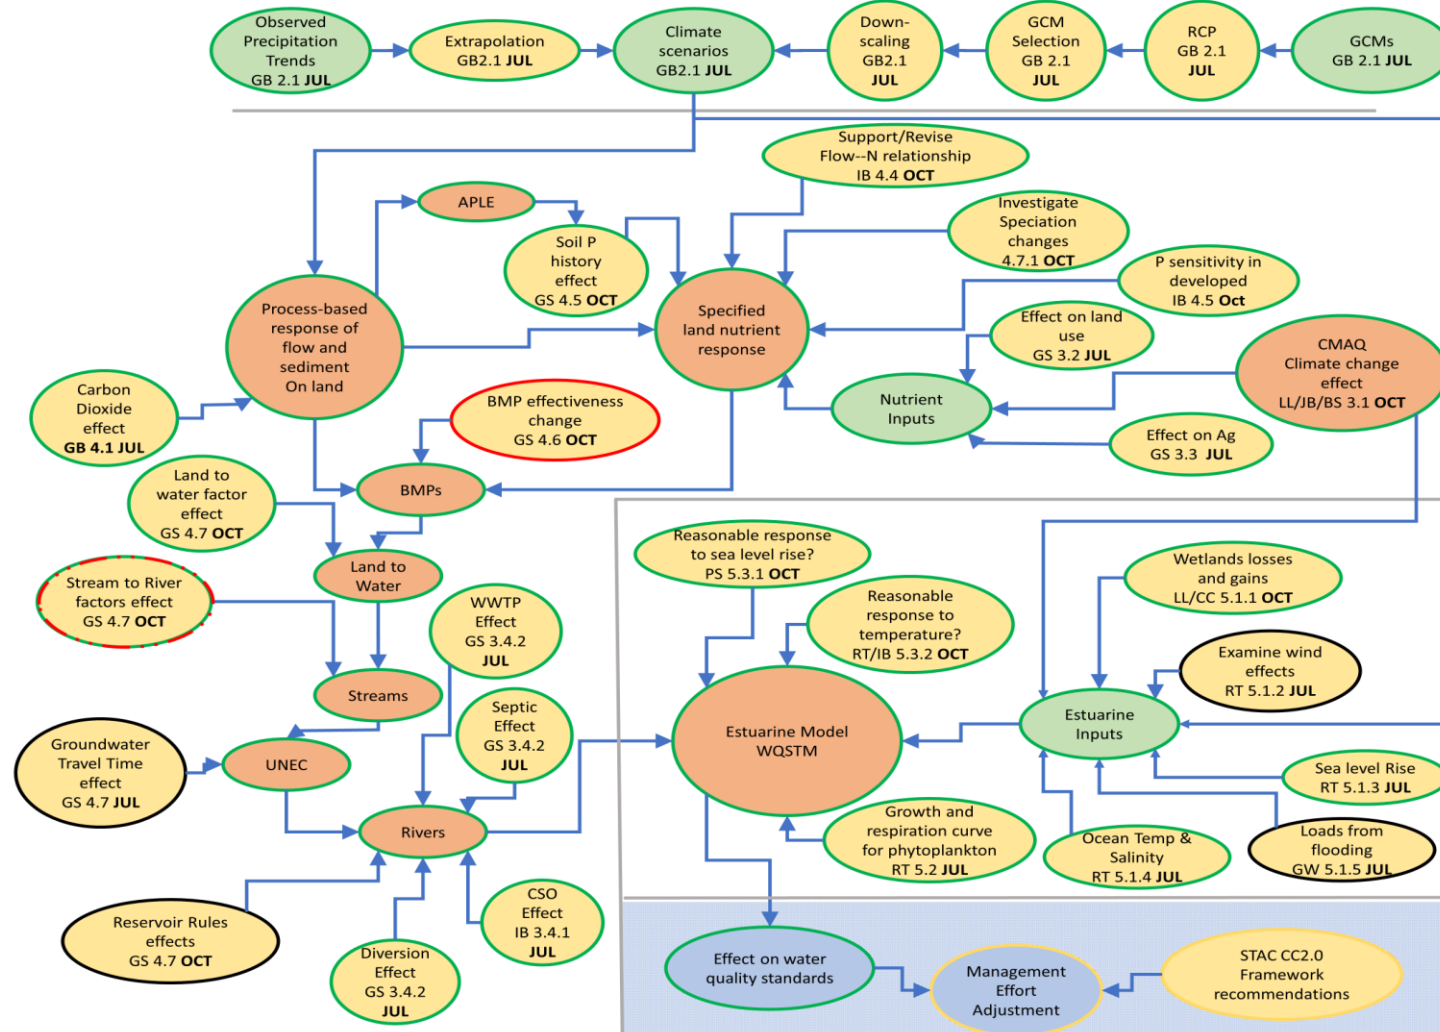 Observed
Precipitation
Trends
GB 2.1 JUL
Extrapolation
GB2.1 JUL
Climate
scenarios
GB2.1 JUL
Down-
scaling
GB2.1
JUL
GCM
Selection
GB 2.1
JUL
RCP
GB 2.1
JUL
GCMs
GB 2.1 JUL
Support/Revise
Flow--N relationship
IB 4.4 OCT
APLE
Investigate
Speciation
changes
4.7.1 OCT
Soil P
history
effect
GS 4.5 OCT
P sensitivity in
developed
IB 4.5 Oct
Process-based
response of
flow and
sediment
On land
Specified
land nutrient
response
Effect on land
use
GS 3.2 JUL
CMAQ
Climate change
effect
LL/JB/BS 3.1 OCT
Carbon
Dioxide
effect
GB 4.1 JUL
BMP effectiveness
change
GS 4.6 OCT
Nutrient
Inputs
Effect on Ag
GS 3.3 JUL
Land to
water factor
effect
GS 4.7 OCT
BMPs
Reasonable response
to sea level rise?
PS 5.3.1 OCT
Wetlands losses
and gains
LL/CC 5.1.1 OCT
Stream to River
factors effect
GS 4.7 OCT
Land to
Water
WWTP
Effect
GS 3.4.2
JUL
Reasonable
response to
temperature?
RT/IB 5.3.2 OCT
Examine wind
effects
RT 5.1.2 JUL
Streams
Septic
Effect
GS 3.4.2
JUL
Estuarine Model
WQSTM
Estuarine
Inputs
Groundwater
Travel Time
effect
GS 4.7 JUL
UNEC
Sea level Rise
RT 5.1.3 JUL
Rivers
Growth and
respiration curve
for phytoplankton
RT 5.2 JUL
Ocean Temp &
Salinity
RT 5.1.4 JUL
Loads from
flooding
GW 5.1.5 JUL
Reservoir Rules
effects
GS 4.7 OCT
CSO
Effect
IB 3.4.1
JUL
Diversion
Effect
GS 3.4.2
JUL
Effect on water
quality standards
Management
Effort
Adjustment
STAC CC2.0
Framework
recommendations